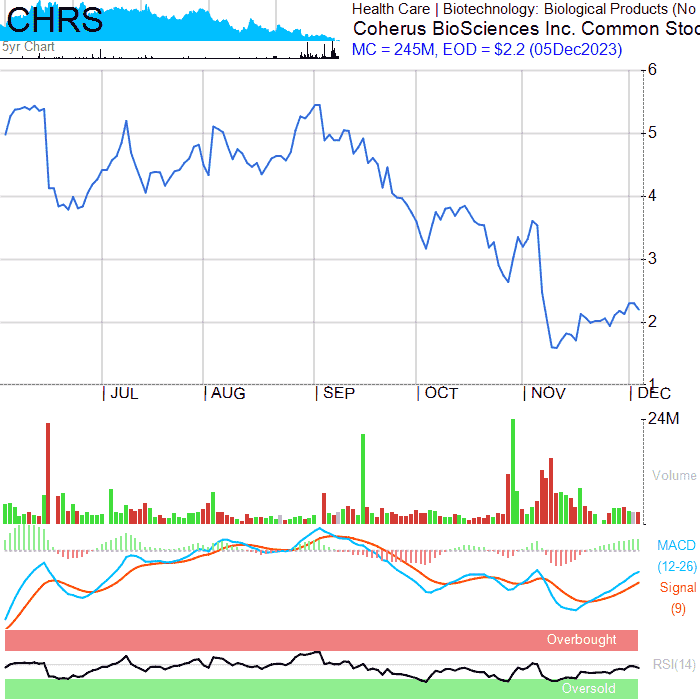 CHRS
Health Care | Biotechnology: Biological Products (No
Coherus BioSciences Inc. Common Stoc
5yr Chart
MC = 245M, EOD = $2.2 (05Dec2023)
6
5
4
3
2
1
JUL
AUG
SEP
OCT
NOV
DEC
24M
Volume
MACD
(12-26)
Signal
(9)
Overbought
RSI(14)
Oversold